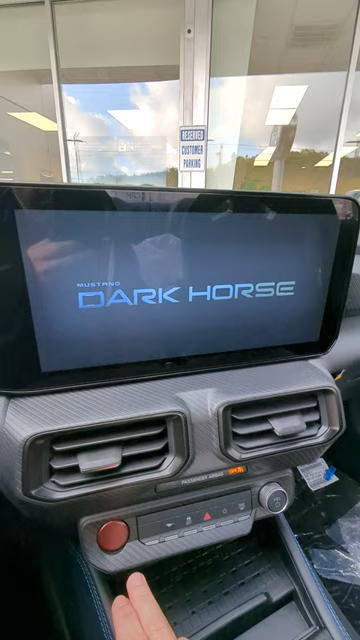 RESERVED
CUSTOMER
PARKING
MUSTANG
DARK HORSE
PASSENGER AIRBAG